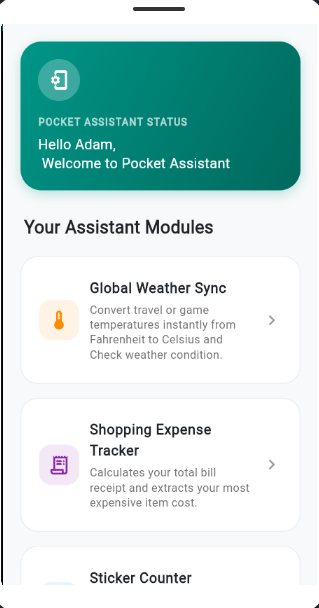 POCKET ASSISTANT STATUS
Hello Adam,
Welcome to Pocket Assistant
Your Assistant Modules
Global Weather Sync
Convert travel or game
temperatures instantly from
Fahrenheit to Celsius and
Check weather condition.
Shopping Expense
Tracker
Calculates your total bill
receipt and extracts your most
expensive item cost.
Sticker Counter